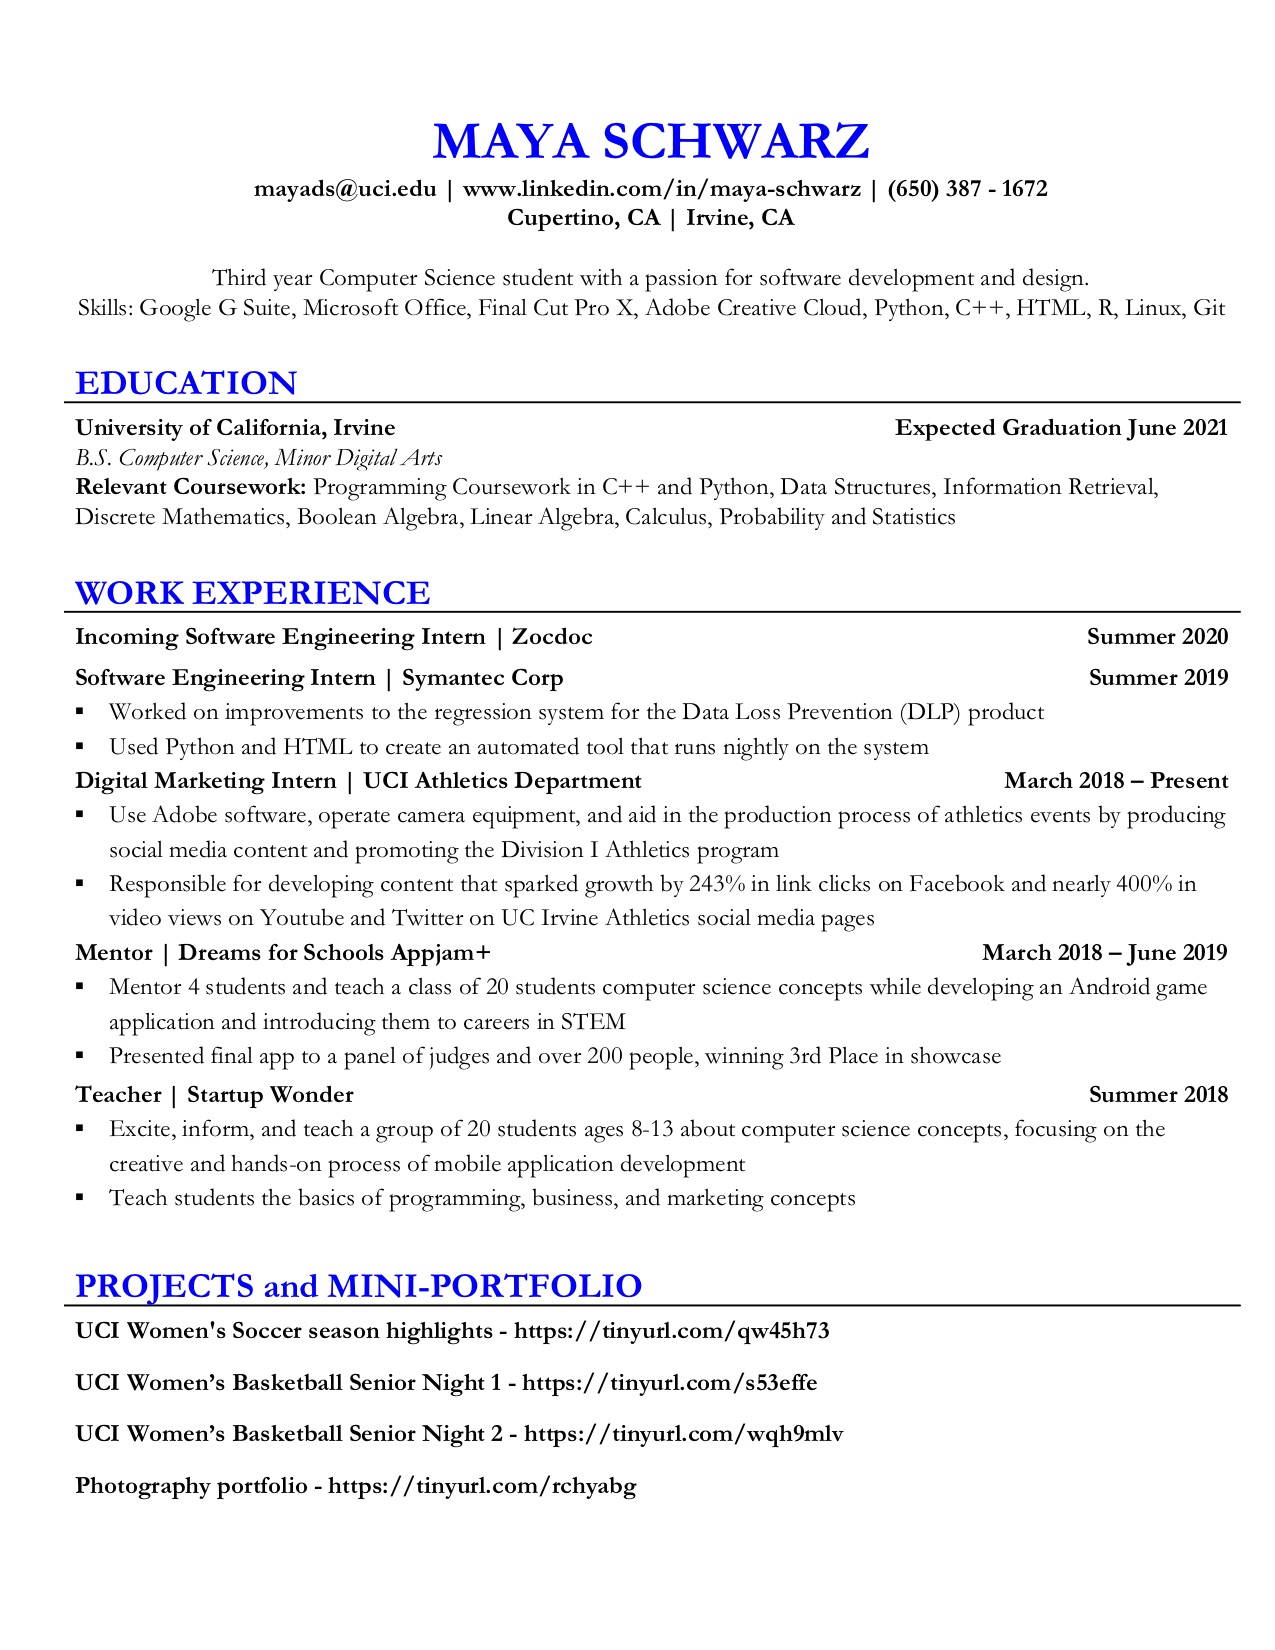 MAYA SCHWARZ
mayads@uci.edu | www.linkedin.com/in/maya-schwarz | (650) 387 - 1672
Cupertino, CA | Irvine, CA
Third year Computer Science student with a passion for software development and design.
Skills: Google G Suite, Microsoft Office, Final Cut Pro X, Adobe Creative Cloud, Python, C++, HTML, R, Linux, Git
EDUCATION
University of California, Irvine Expected Graduation June 2021
B.S. Computer Science, Minor Digital Arts
Relevant Coursework: Programming Coursework in C++ and Python, Data Structures, Information Retrieval,
Discrete Mathematics, Boolean Algebra, Linear Algebra, Calculus, Probability and Statistics
WORK EXPERIENCE
Incoming Software Engineering Intern | Zocdoc Summer 2020
Software Engineering Intern | Symantec Corp Summer 2019
▪ Worked on improvements to the regression system for the Data Loss Prevention (DLP) product
▪ Used Python and HTML to create an automated tool that runs nightly on the system
Digital Marketing Intern | UCI Athletics Department March 2018 – Present
▪ Use Adobe software, operate camera equipment, and aid in the production process of athletics events by producing
social media content and promoting the Division I Athletics program
▪ Responsible for developing content that sparked growth by 243% in link clicks on Facebook and nearly 400% in
video views on Youtube and Twitter on UC Irvine Athletics social media pages
Mentor | Dreams for Schools Appjam+ March 2018 – June 2019
▪ Mentor 4 students and teach a class of 20 students computer science concepts while developing an Android game
application and introducing them to careers in STEM
▪ Presented final app to a panel of judges and over 200 people, winning 3rd Place in showcase
Teacher | Startup Wonder Summer 2018
▪ Excite, inform, and teach a group of 20 students ages 8-13 about computer science concepts, focusing on the
creative and hands-on process of mobile application development
▪ Teach students the basics of programming, business, and marketing concepts
PROJECTS and MINI-PORTFOLIO
UCI Women's Soccer season highlights - https://tinyurl.com/qw45h73
UCI Women’s Basketball Senior Night 1 - https://tinyurl.com/s53effe
UCI Women’s Basketball Senior Night 2 - https://tinyurl.com/wqh9mlv
Photography portfolio - https://tinyurl.com/rchyabg